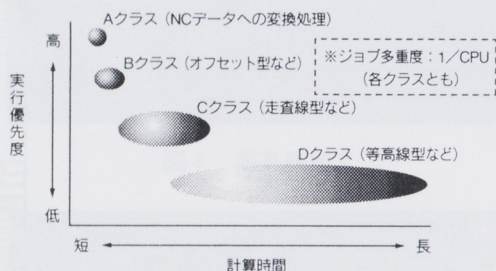 Aクラス（NCデータへの変換処理）
高
Bクラス（オフセット型など）
※ジョブ多重度：1／CPU
（各クラスとも）
実行優先度
Cクラス（走査線型など）
Dクラス（等高線型など）
低
短
長
計算時間